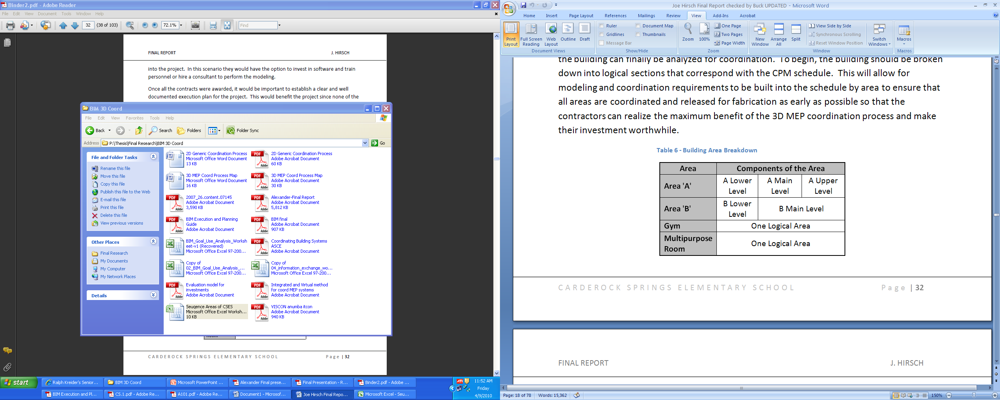 Binder2.pdf - Adobe Reader
File Edit View Document Tools Window Help
32 (38 of 103) 72.1% Find
FINAL REPORT J. HIRSCH
into the project. In this scenario they would have the option to invest in software and train
personnel or hire a consultant to perform the modeling.
Once all the contracts were awarded, it would be important to establish a clear and well
documented execution plan for the project. This would benefit the project since none of the
BIM 3D Coord
File Edit View Favorites Tools Help
Back Search Folders Folder Sync
Address P:\Thesis\Final Research\BIM 3D Coord Go
File and Folder Tasks
Rename this file
Move this file
Copy this file
Publish this file to the Web
E-mail this file
Print this file
Delete this file
View previous versions
Other Places
Final Research
My Documents
My Computer
My Network Places
Details
2D Generic Coordination Process
Microsoft Office Word Document
13 KB
PDF Adobe
2D Generic Coordination Process
Adobe Acrobat Document
60 KB
3D MEP Coord Process Map
Microsoft Office Word Document
16 KB
PDF Adobe
3D MEP Coord Process Map
Adobe Acrobat Document
30 KB
PDF Adobe
2007_26.content.07145
Adobe Acrobat Document
3,590 KB
PDF Adobe
Alexander-Final Report
Adobe Acrobat Document
5,812 KB
PDF Adobe
BIM Execution and Planning
Guide
Adobe Acrobat Document
PDF Adobe
BIM final
Adobe Acrobat Document
907 KB
BIM_Goal_Use_Analysis_Worksh
eet-v1 (Recovered)
Microsoft Office Excel 97-200...
PDF Adobe
Coordinating Building Systems
ASCE
Adobe Acrobat Document
Copy of
02_BIM_Goal_Use_Analysis_...
Microsoft Office Excel 97-200...
Copy of
04_information_exchange_wo...
Microsoft Office Excel 97-200...
PDF Adobe
Evaluation model for
investments
Adobe Acrobat Document
PDF Adobe
Integrated and Virtual method
for coord MEP systems
Adobe Acrobat Document
Seuqence Areas of CSES
Microsoft Office Excel Worksh...
10 KB
PDF Adobe
VISCON anumba itcon
Adobe Acrobat Document
940 KB
Room
CARDEROCK SPRINGS ELEMENTARY SCHOOL Page | 32
start
Ralph Kreider's Senior...
BIM 3D Coord
Microsoft PowerPoint ...
Alexander Final prese...
Final Presentation - R...
Binder2.pdf - Adobe ...
BIM Execution and Pl...
CS.1.pdf - Adobe Re...
A101.pdf - Adobe Re...
Document1 - Microsof...
Joe Hirsch Final Repo...
Microsoft Excel - Seu...
ATI
11:52 AM
Friday
4/9/2010
Joe Hirsch Final Report checked by Buck UPDATED - Microsoft Word
Home Insert Page Layout References Mailings Review View Add-Ins Acrobat
Print Layout
Full Screen Reading
Web Layout
Outline
Draft
Document Views
Ruler
Gridlines
Message Bar
Document Map
Thumbnails
Show/Hide
Zoom
100%
One Page
Two Pages
Page Width
Zoom
New Window
Arrange All
Split
View Side by Side
Synchronous Scrolling
Reset Window Position
Switch Windows
Window
Macros
Macros
the building can finally be analyzed for coordination. To begin, the building should be broken
down into logical sections that correspond with the CPM schedule. This will allow for
modeling and coordination requirements to be built into the schedule by area to ensure that
all areas are coordinated and released for fabrication as early as possible so that the
contractors can realize the maximum benefit of the 3D MEP coordination process and make
their investment worthwhile.
Table 6 - Building Area Breakdown
Area Components of the Area
Area 'A' A Lower Level A Main Level A Upper Level
Area 'B' B Lower Level B Main Level
Gym One Logical Area
Multipurpose Room One Logical Area
CARDEROCK SPRINGS ELEMENTARY SCHOOL Page | 32
FINAL REPORT J. HIRSCH
Page: 18 of 78 Words: 15,362 150%